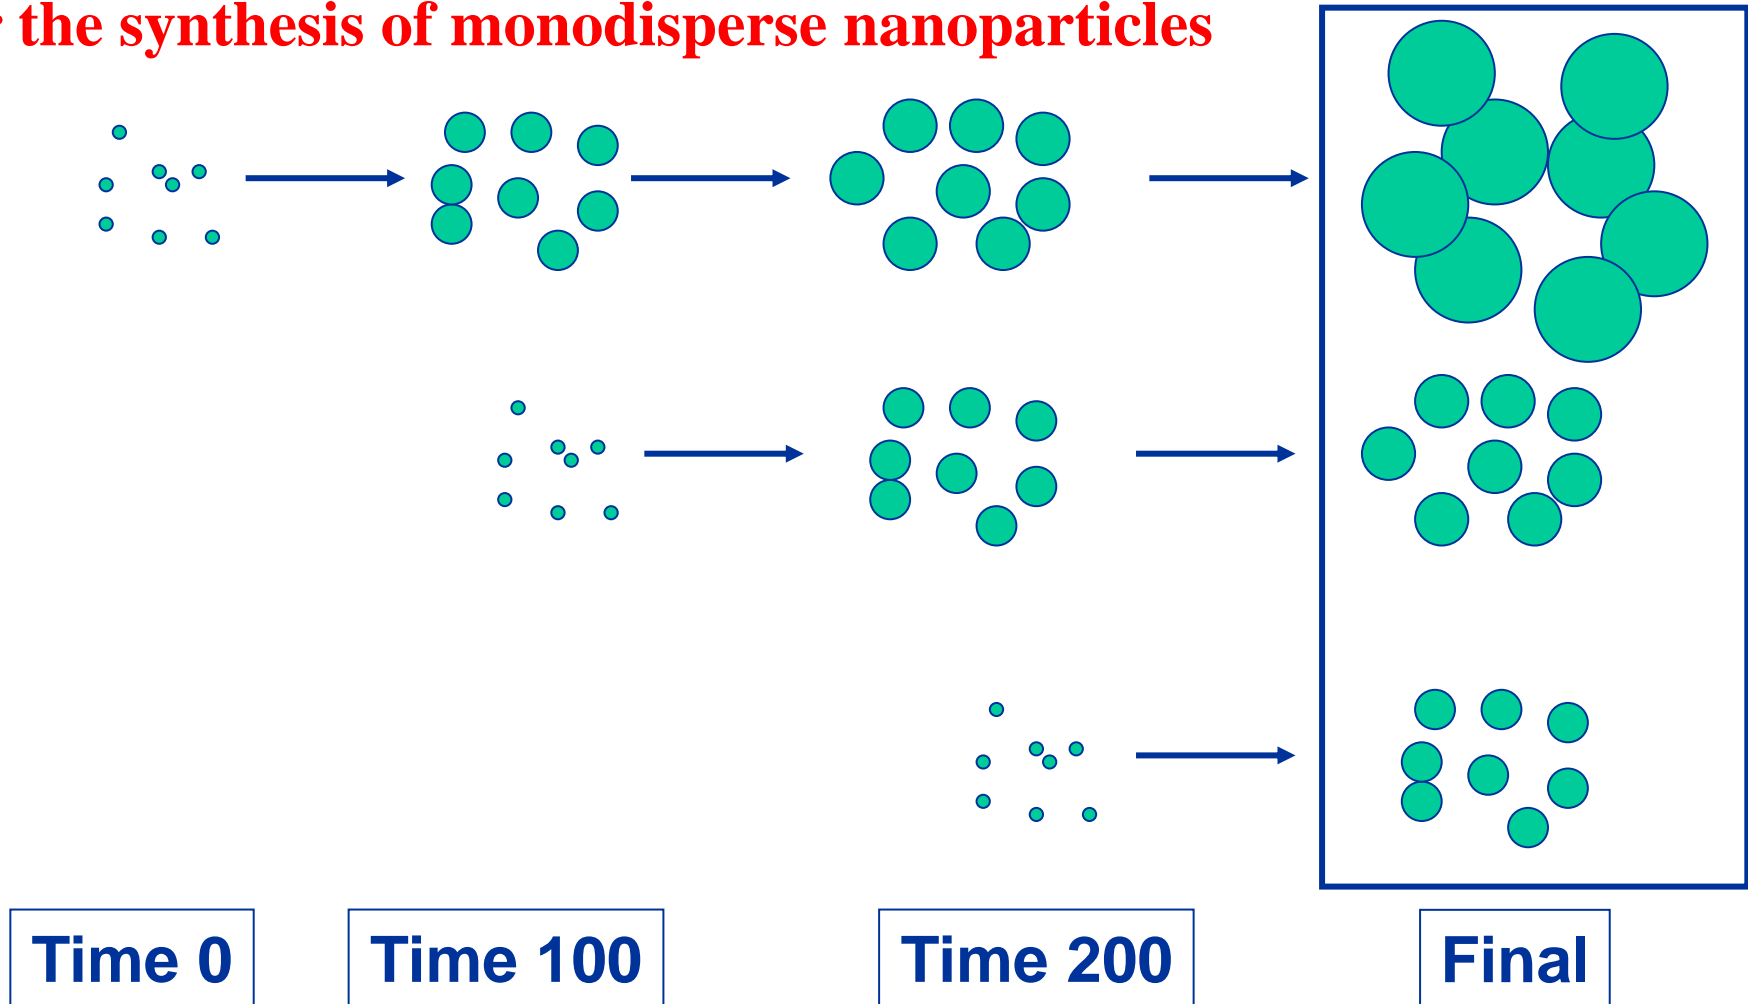 the synthesis of monodisperse nanoparticles
Time 0
Time 100
Time 200
Final